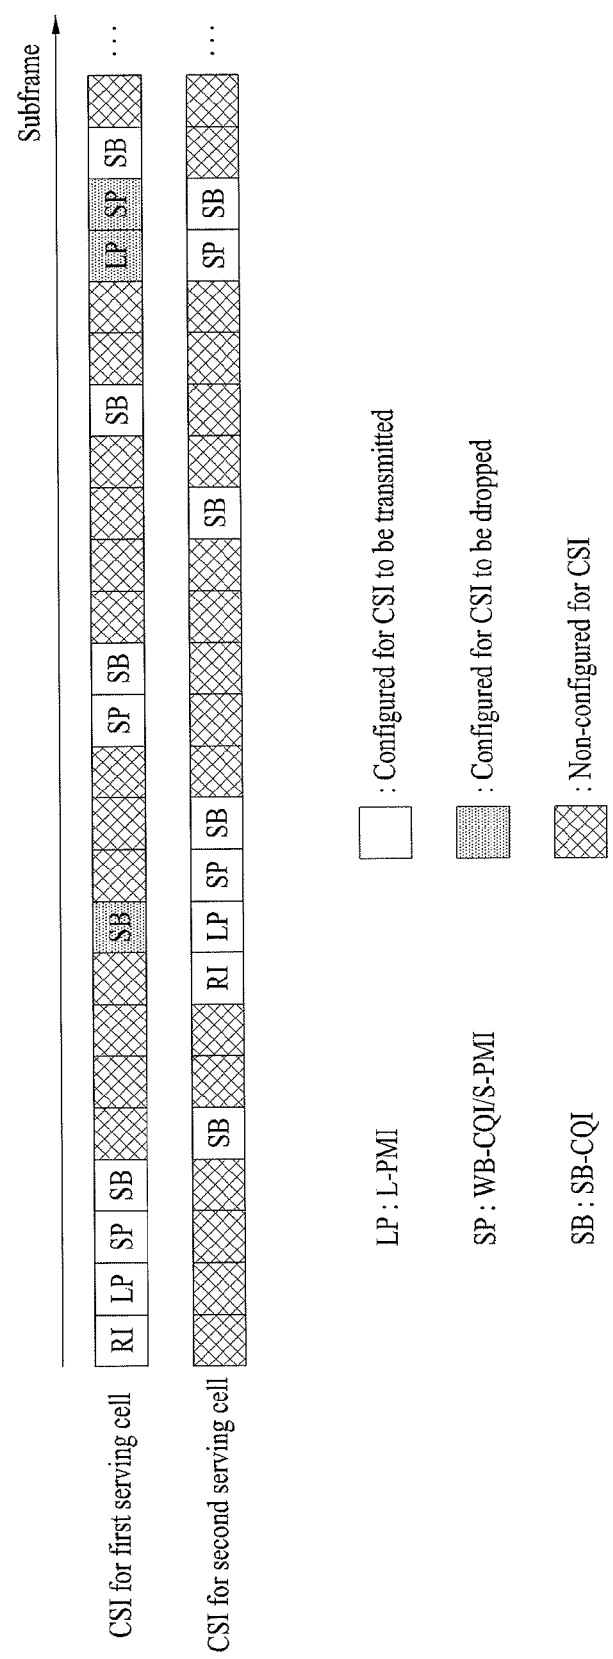 Subframe
CSI for first serving cell
RI LP SP SB SB SP SB SB LP SP SB ...
CSI for second serving cell
SB RI LP SP SB SB SP SB ...
LP : L-PMI
: Configured for CSI to be transmitted
SP : WB-CQI/S-PMI
: Configured for CSI to be dropped
SB : SB-CQI
: Non-configured for CSI